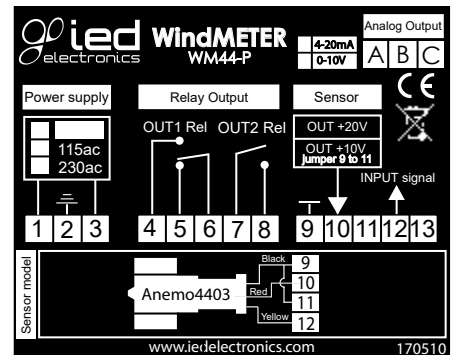 ied
electronics
WindMETER
WM44-P
4-20mA
0-10V
Analog Output
A B C
CE
Power supply
Relay Output
Sensor
115ac
230ac
OUT1 Rel OUT2 Rel
OUT +20V
OUT +10V
jumper 9 to 11
INPUT signal
1 2 3 4 5 6 7 8 9 10 11 12 13
Sensor model
Anemo4403
Black 9
Red 10
11
Yellow 12
www.iedelectronics.com 170510